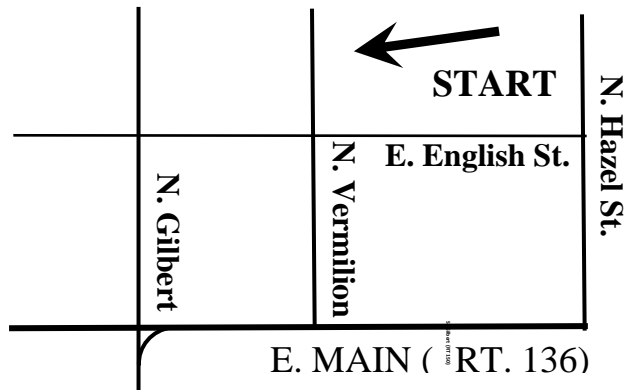 START
N. Hazel St.
E. English St.
N. Vermilion
N. Gilbert
E. MAIN ( RT. 136)